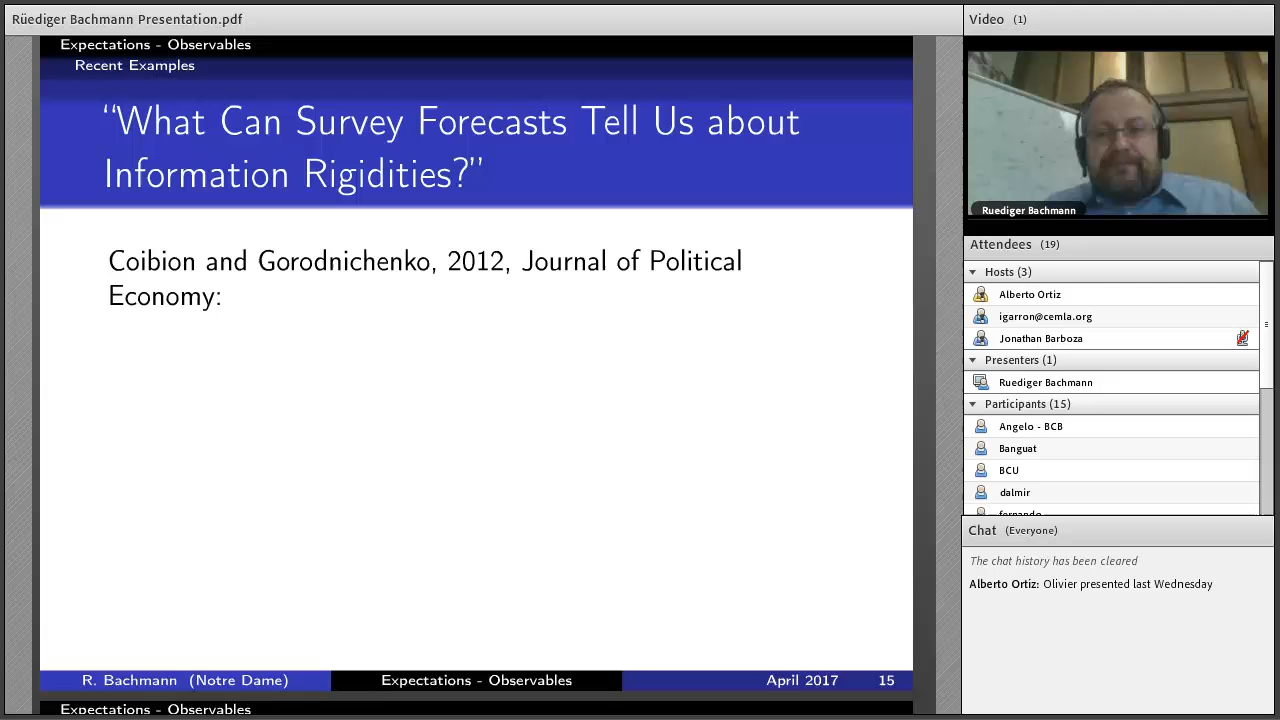 Rüediger Bachmann Presentation.pdf
Expectations - Observables
Recent Examples
“What Can Survey Forecasts Tell Us about
Information Rigidities?”
Coibion and Gorodnichenko, 2012, Journal of Political
Economy:
R. Bachmann (Notre Dame)
Expectations - Observables
April 2017
15
Expectations - Observables
Video (1)
Ruediger Bachmann
Attendees (19)
Hosts (3)
Alberto Ortiz
igarron@cemla.org
Jonathan Barboza
Presenters (1)
Ruediger Bachmann
Participants (15)
Angelo - BCB
Banguat
BCU
dalmir
fernando
Chat (Everyone)
The chat history has been cleared
Alberto Ortiz: Olivier presented last Wednesday